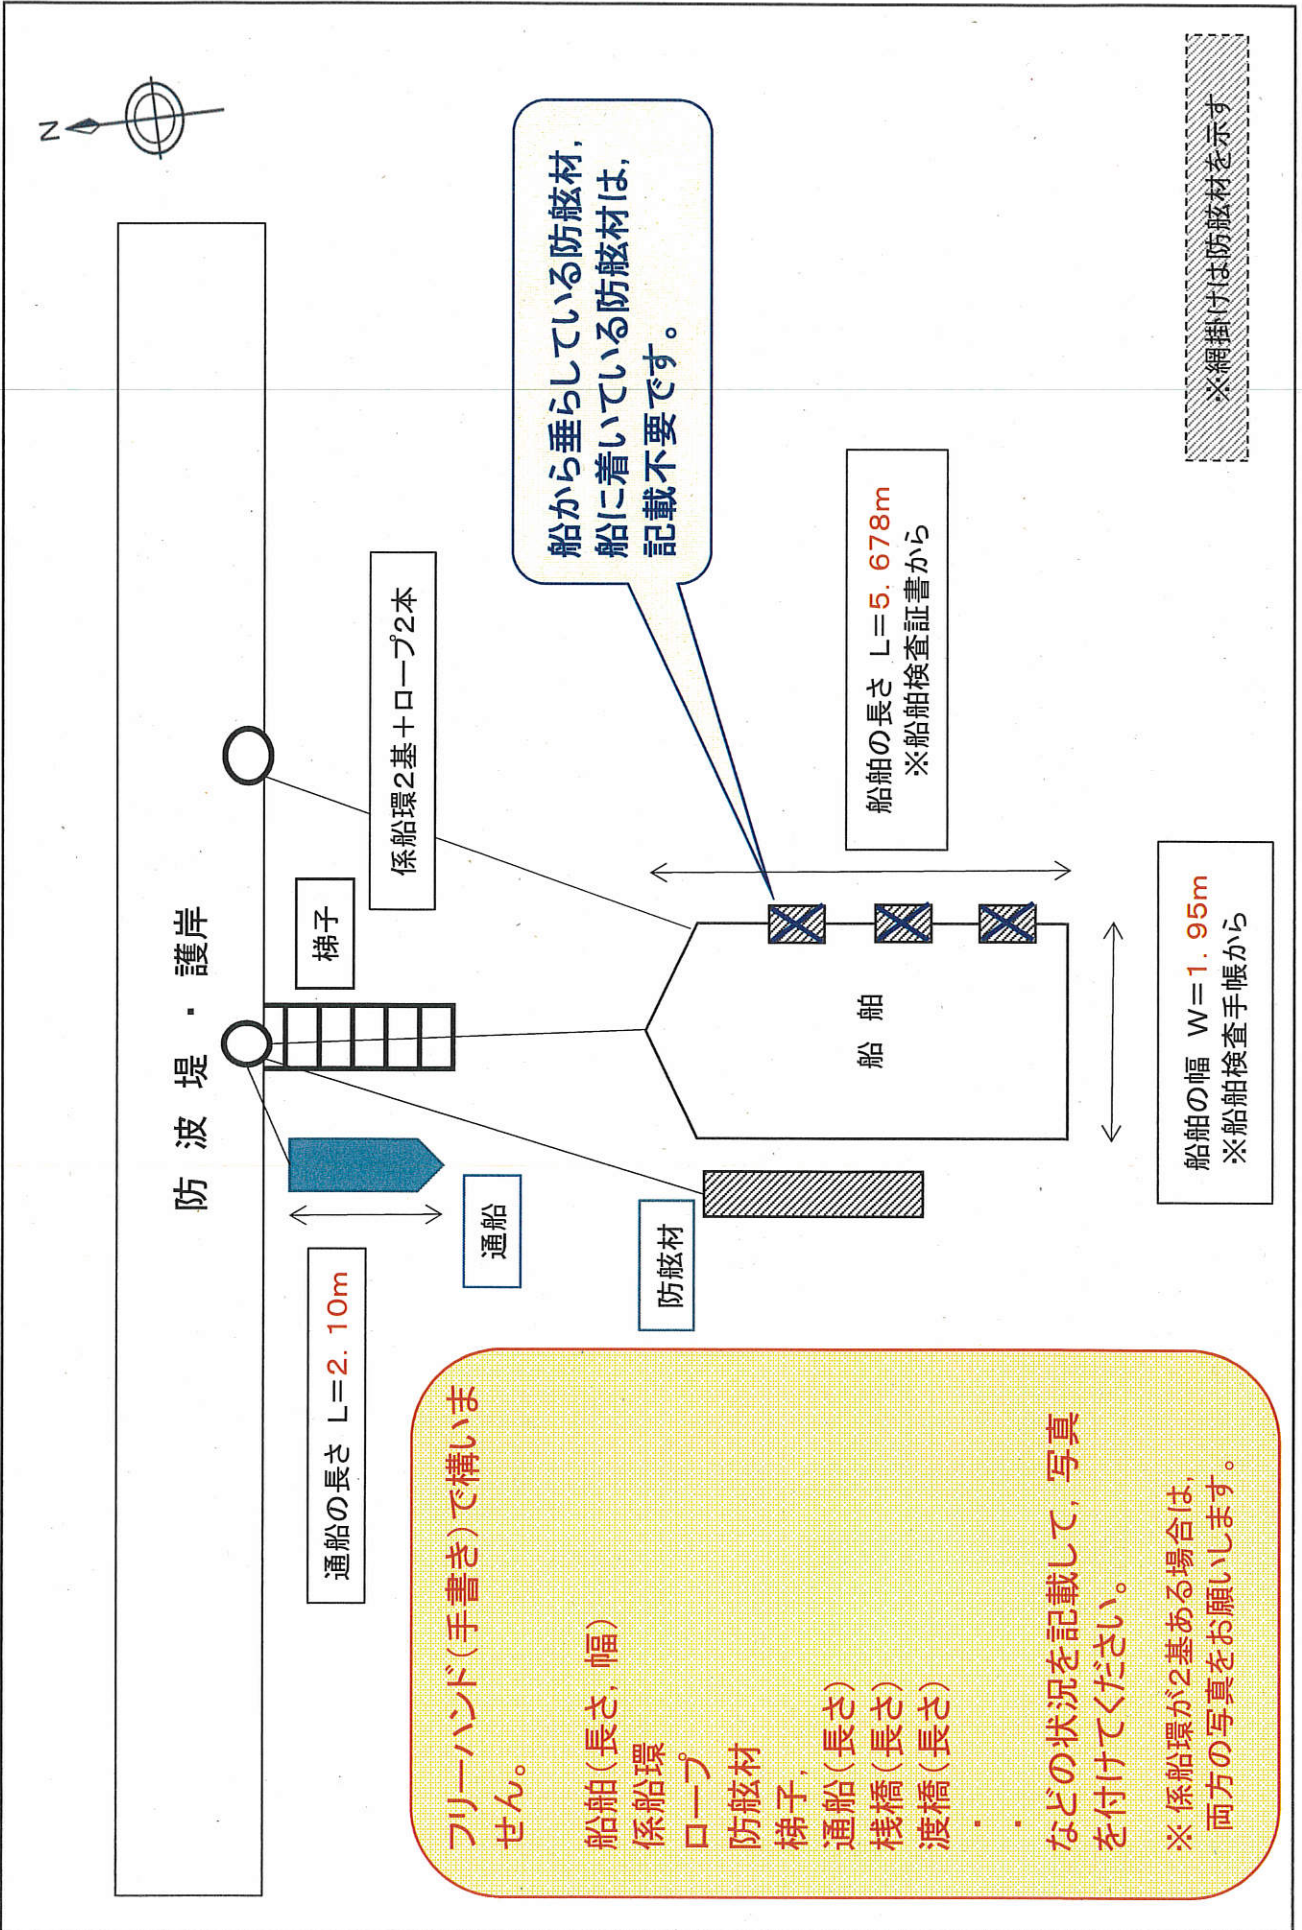 N
防 波 堤 ・ 護岸
梯子
係船環2基＋ロープ2本
通船の長さ L＝2．10m
通船
防舷材
船 舶
船から垂らしている防舷材，
船に着いている防舷材は，
記載不要です。
船舶の長さ L＝5．678m
※船舶検査証書から
船舶の幅 W＝1．95m
※船舶検査手帳から
※網掛けは防舷材を示す
フリーハンド（手書き）で構いま
せん。
船舶（長さ，幅）
係船環
ロープ
防舷材
梯子，
通船（長さ）
桟橋（長さ）
渡橋（長さ）
・
・
などの状況を記載して，写真
を付けてください。
※係船環が2基ある場合は，
両方の写真をお願いします。